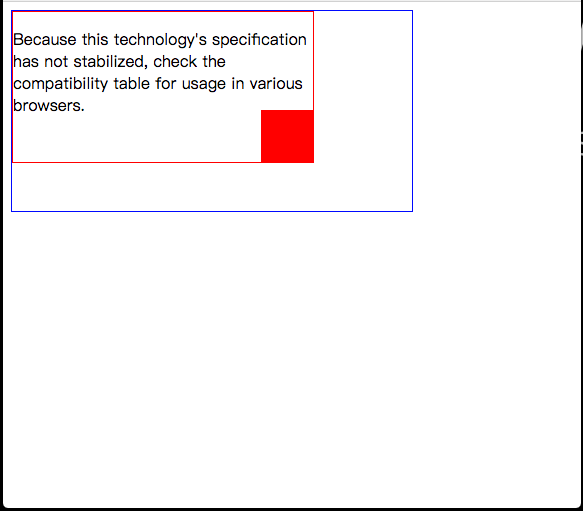 Because this technology's specification
has not stabilized, check the
compatibility table for usage in various
browsers.